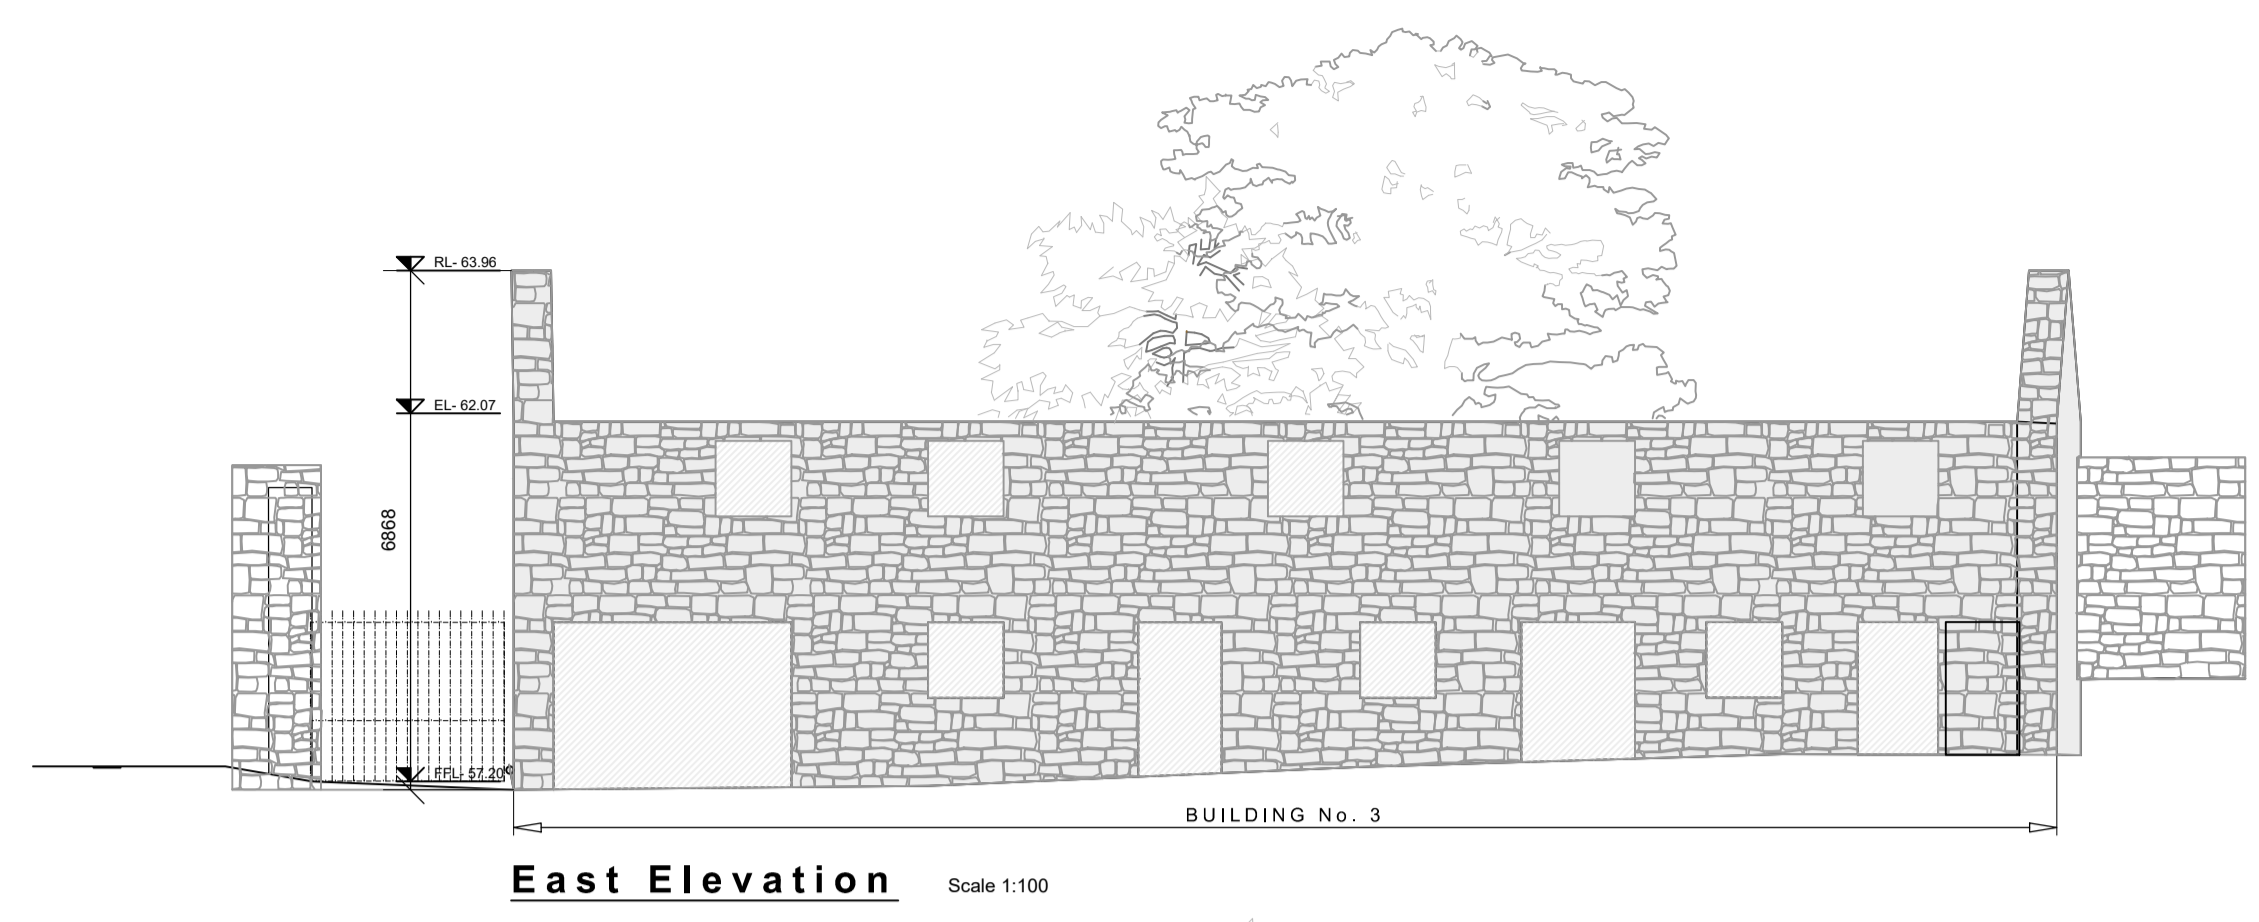 RL- 63.96
EL- 62.07
6868
FFL- 57.20
BUILDING No. 3
East Elevation
Scale 1:100